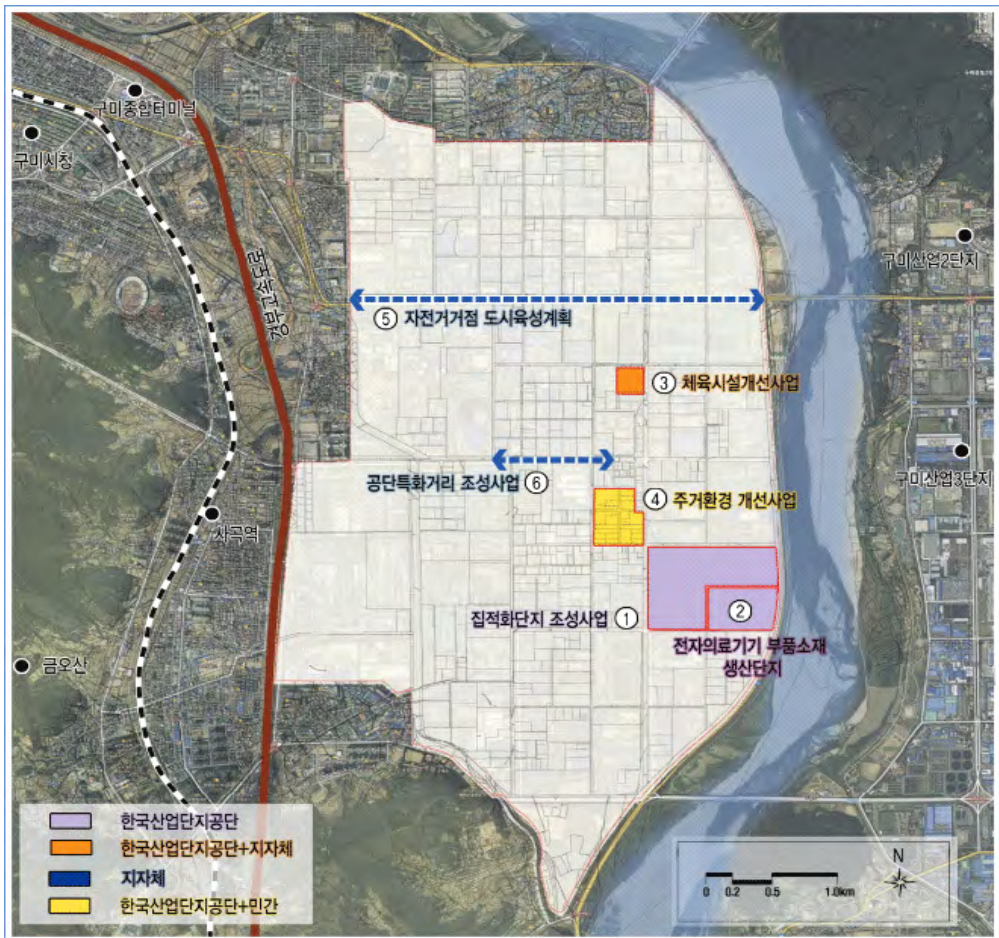 구미종합터미널
구미시청
경부고속도로
구미산업2단지
⑤ 자전거거점 도시육성계획
③ 체육시설개선사업
공단특화거리 조성사업 ⑥
구미산업3단지
④ 주거환경 개선사업
사곡역
집적화단지 조성사업 ①
②
전자의료기기 부품소재
생산단지
금오산
한국산업단지공단
한국산업단지공단+지자체
지자체
한국산업단지공단+민간
N
0 0.2 0.5 1.0km